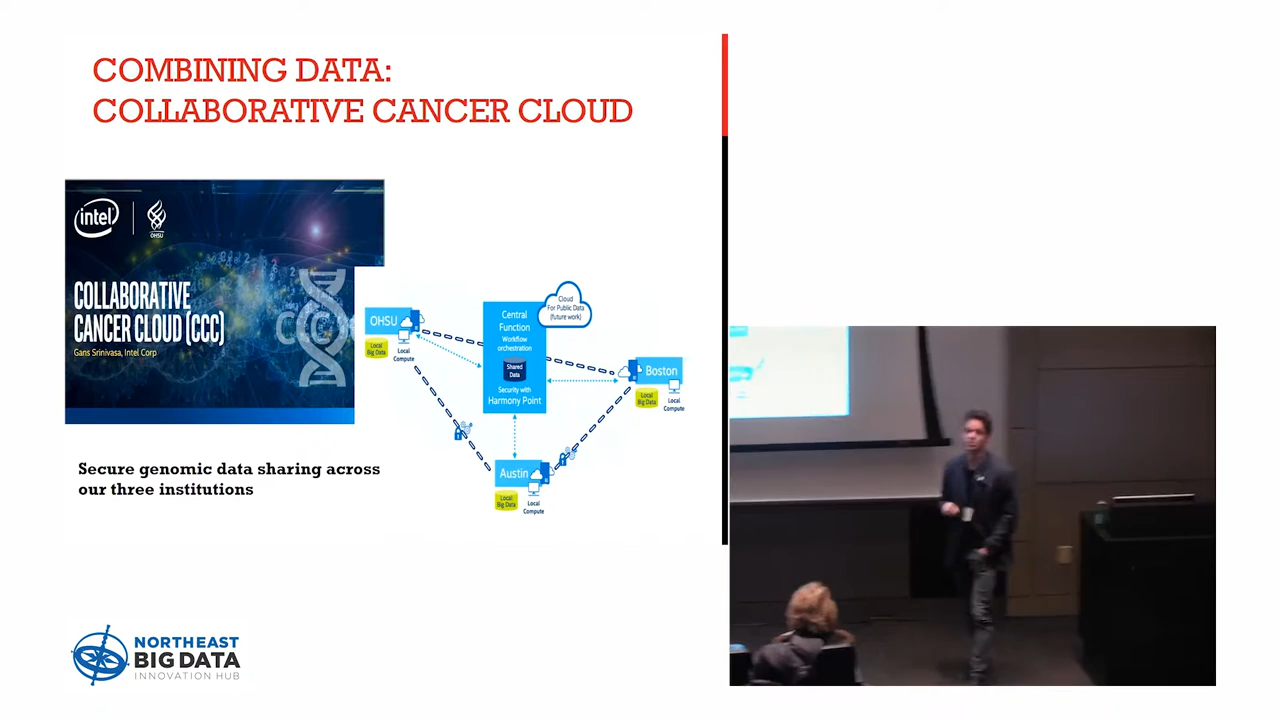 COMBINING DATA:
COLLABORATIVE CANCER CLOUD
intel
OHSU
COLLABORATIVE
CANCER CLOUD (CCC)
Gans Srinivasa, Intel Corp
CCC
OHSU
Local
Big Data
Local
Compute
Central
Function
Workflow
orchestration
Shared
Data
Security with
Harmony Point
Cloud
For Public Data
(future work)
Boston
Local
Big Data
Local
Compute
Austin
Local
Big Data
Local
Compute
Secure genomic data sharing across
our three institutions
NORTHEAST
BIG DATA
INNOVATION HUB